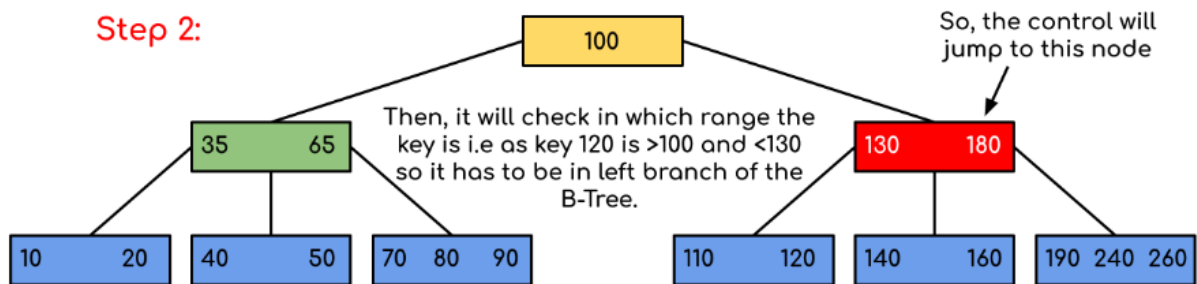 Step 2:
100
So, the control will
jump to this node
Then, it will check in which range the
key is i.e as key 120 is >100 and <130
so it has to be in left branch of the
B-Tree.
35 65
130 180
10 20
40 50
70 80 90
110 120
140 160
190 240 260